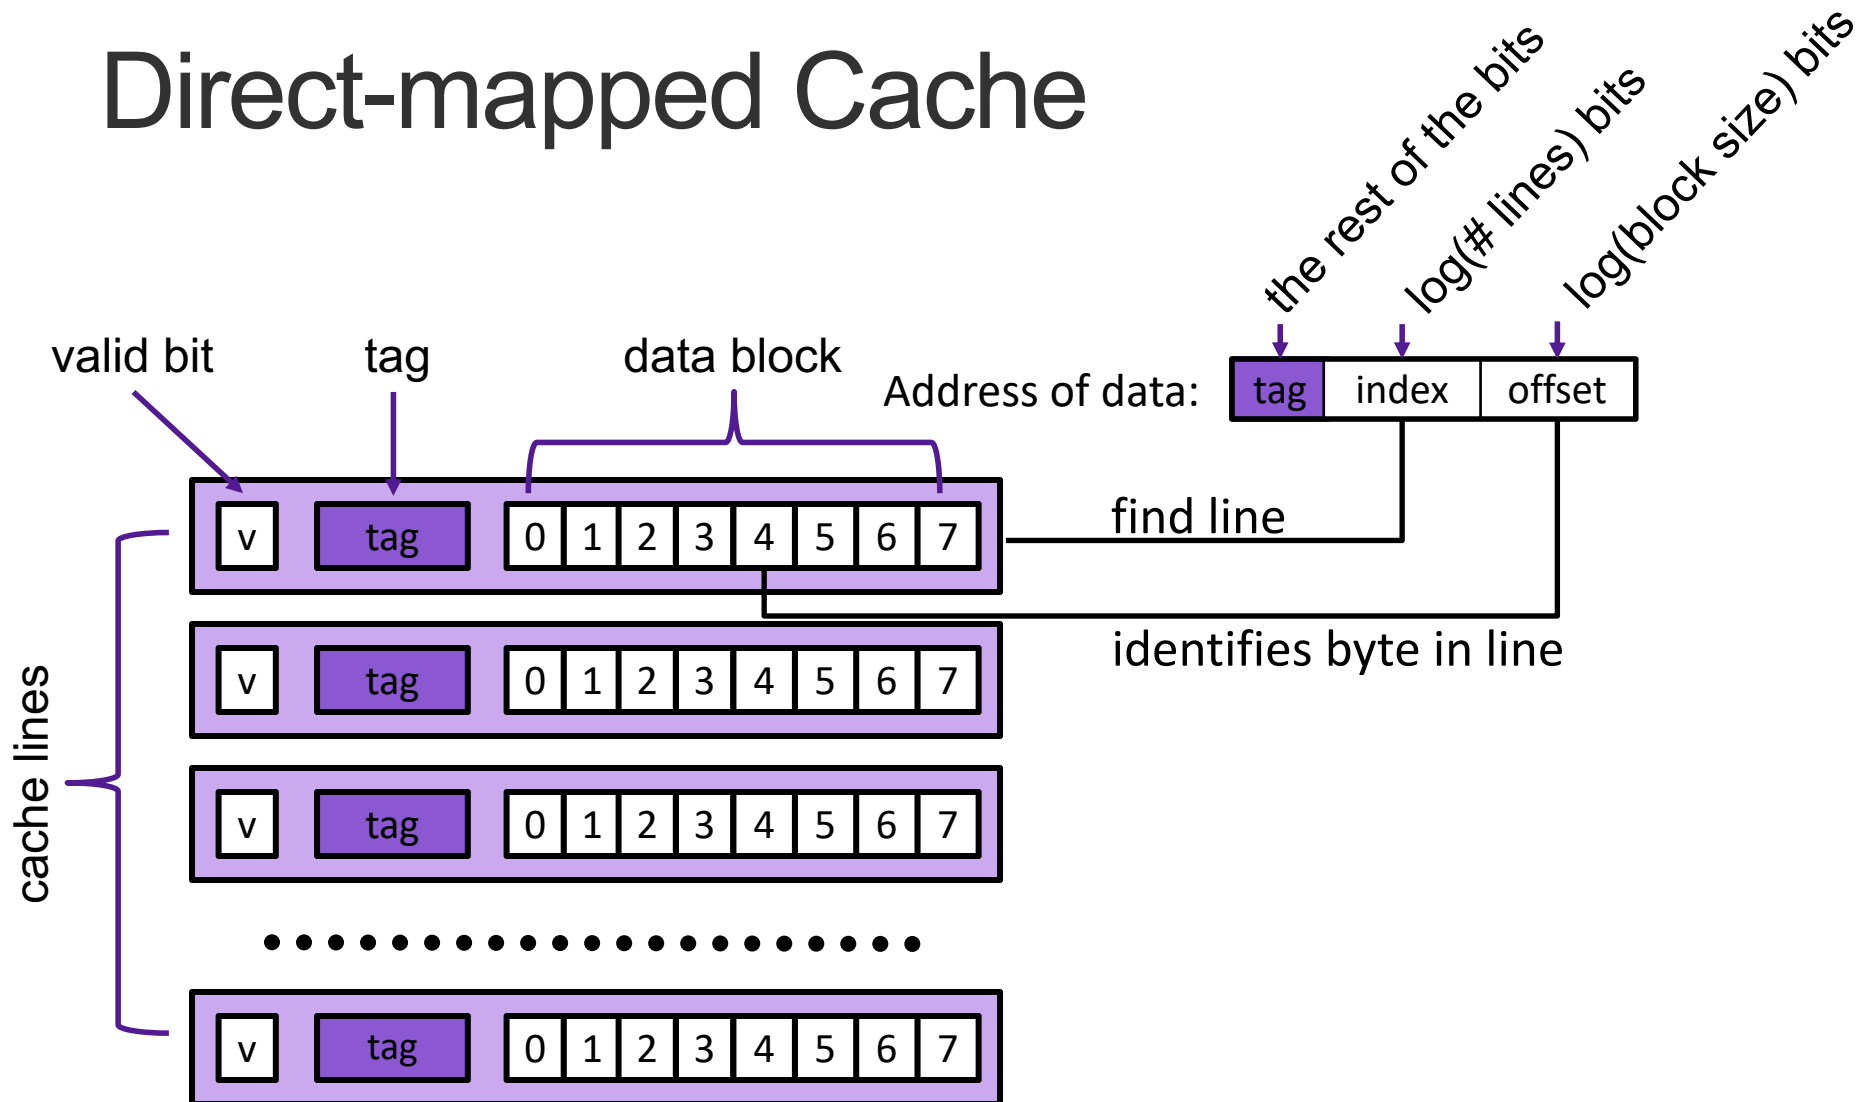 Direct-mapped Cache
the rest of the bits
log(# lines) bits
log(block size) bits
valid bit
tag
data block
Address of data:
tag index offset
v tag 0 1 2 3 4 5 6 7
find line
identifies byte in line
v tag 0 1 2 3 4 5 6 7
cache lines
v tag 0 1 2 3 4 5 6 7
v tag 0 1 2 3 4 5 6 7